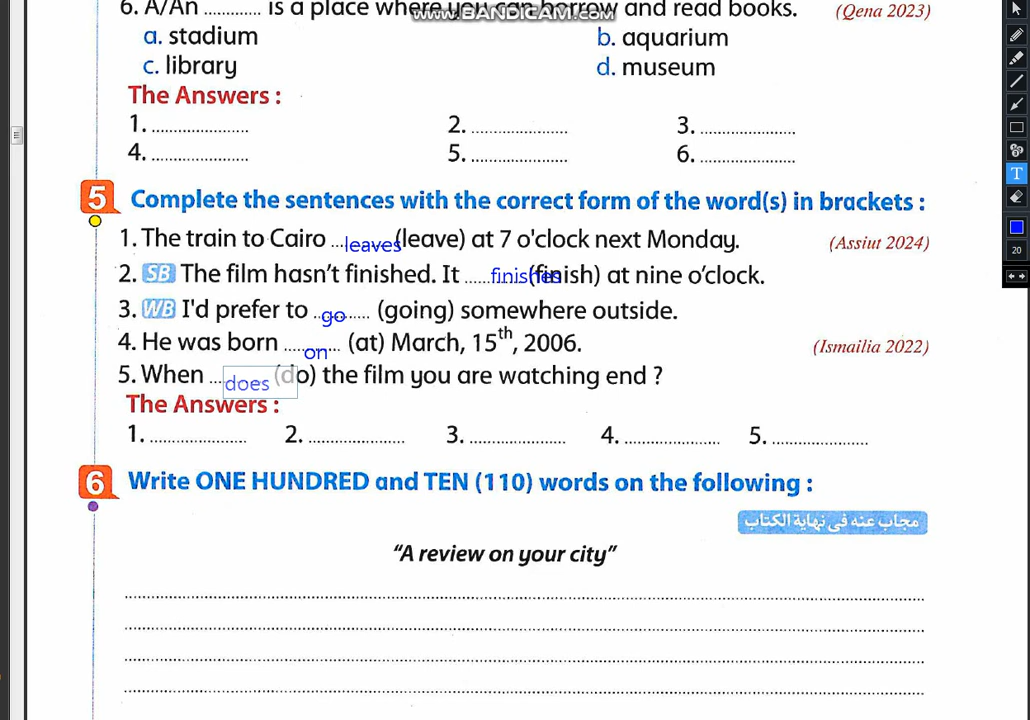 6. A/An ............ is a place where you can borrow and read books. (Qena 2023)
www.BANDICAM.com
a. stadium b. aquarium
c. library d. museum
The Answers :
1. .................... 2. .................... 3. ....................
4. .................... 5. .................... 6. ....................
5 Complete the sentences with the correct form of the word(s) in brackets :
1. The train to Cairo ...leaves(leave) at 7 o'clock next Monday. (Assiut 2024)
2. SB The film hasn't finished. It ......finishes(finish) at nine o'clock.
3. WB I'd prefer to ..go...... (going) somewhere outside.
4. He was born .....on..... (at) March, 15th, 2006. (Ismailia 2022)
5. When ...does (do) the film you are watching end ?
The Answers :
1. .................... 2. .................... 3. .................... 4. .................... 5. ....................
6 Write ONE HUNDRED and TEN (110) words on the following :
مجاب عنه فى نهاية الكتاب
“A review on your city”
T
20